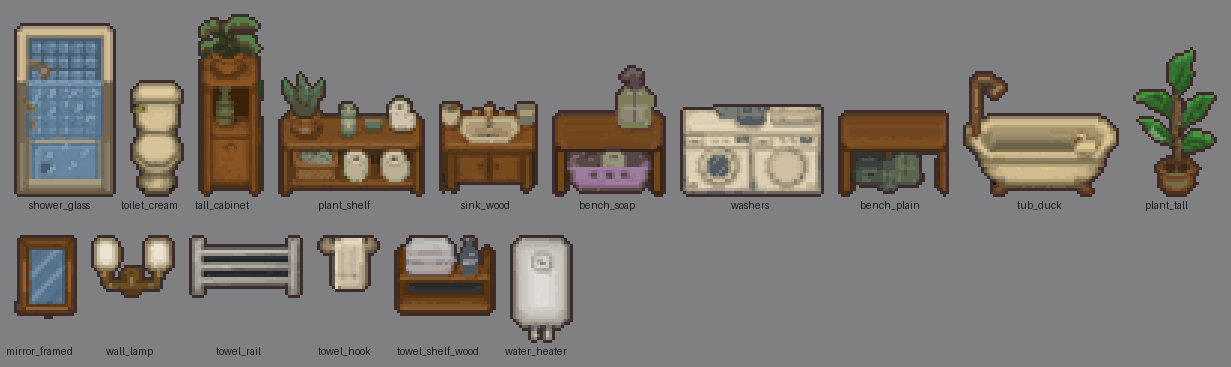 shower_glass toilet_cream tall_cabinet plant_shelf sink_wood bench_soap washers bench_plain tub_duck plant_tall
mirror_framed wall_lamp towel_rail towel_hook towel_shelf_wood water_heater